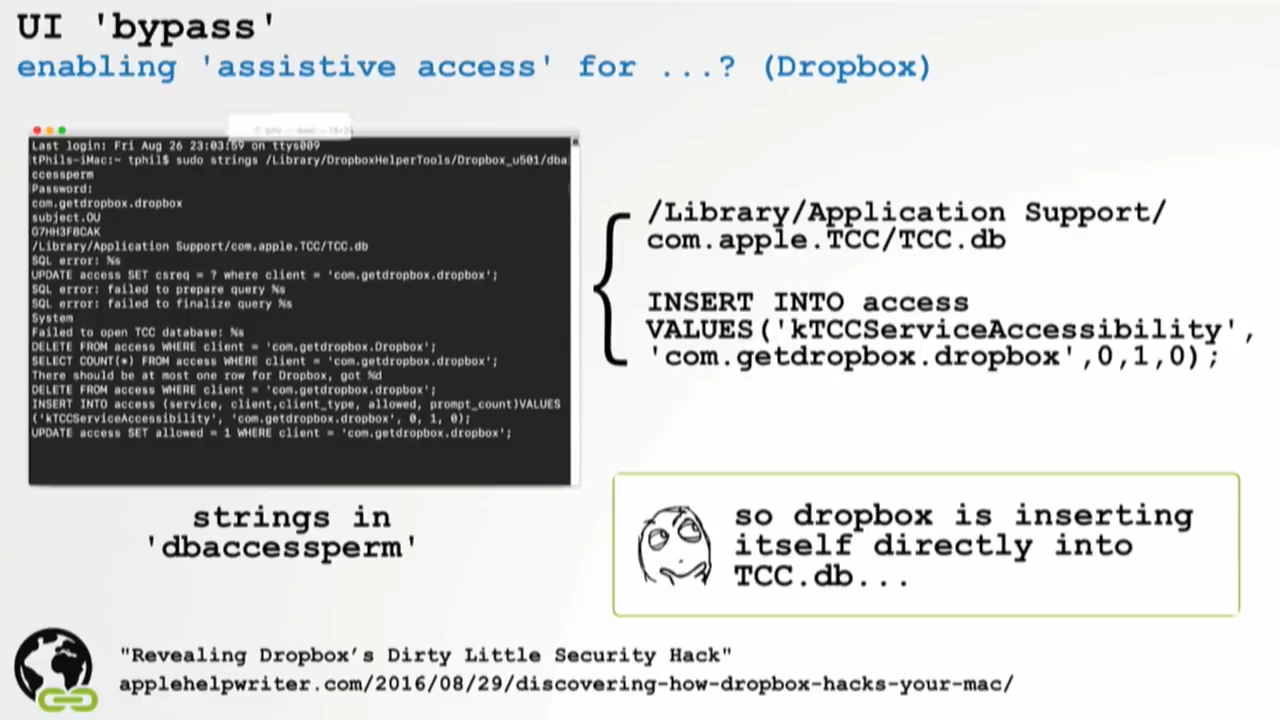 UI 'bypass'
enabling 'assistive access' for ...? (Dropbox)
Last login: Fri Aug 26 23:03:59 on ttys009
tPhils-iMac:~ tphil$ sudo strings /Library/DropboxHelperTools/Dropbox_u501/dba
ccessperm
Password:
com.getdropbox.dropbox
subject.OU
G7HH3F8CAK
/Library/Application Support/com.apple.TCC/TCC.db
SQL error: %s
UPDATE access SET csreq = ? where client = 'com.getdropbox.dropbox';
SQL error: failed to prepare query %s
SQL error: failed to finalize query %s
System
Failed to open TCC database: %s
DELETE FROM access WHERE client = 'com.getdropbox.Dropbox';
SELECT COUNT(*) FROM access WHERE client = 'com.getdropbox.dropbox';
There should be at most one row for Dropbox, got %d
DELETE FROM access WHERE client = 'com.getdropbox.dropbox';
INSERT INTO access (service, client,client_type, allowed, prompt_count)VALUES
('kTCCServiceAccessibility', 'com.getdropbox.dropbox', 0, 1, 0);
UPDATE access SET allowed = 1 WHERE client = 'com.getdropbox.dropbox';
strings in
'dbaccessperm'
/Library/Application Support/
com.apple.TCC/TCC.db
INSERT INTO access
VALUES('kTCCServiceAccessibility',
'com.getdropbox.dropbox',0,1,0);
so dropbox is inserting
itself directly into
TCC.db...
"Revealing Dropbox’s Dirty Little Security Hack"
applehelpwriter.com/2016/08/29/discovering-how-dropbox-hacks-your-mac/